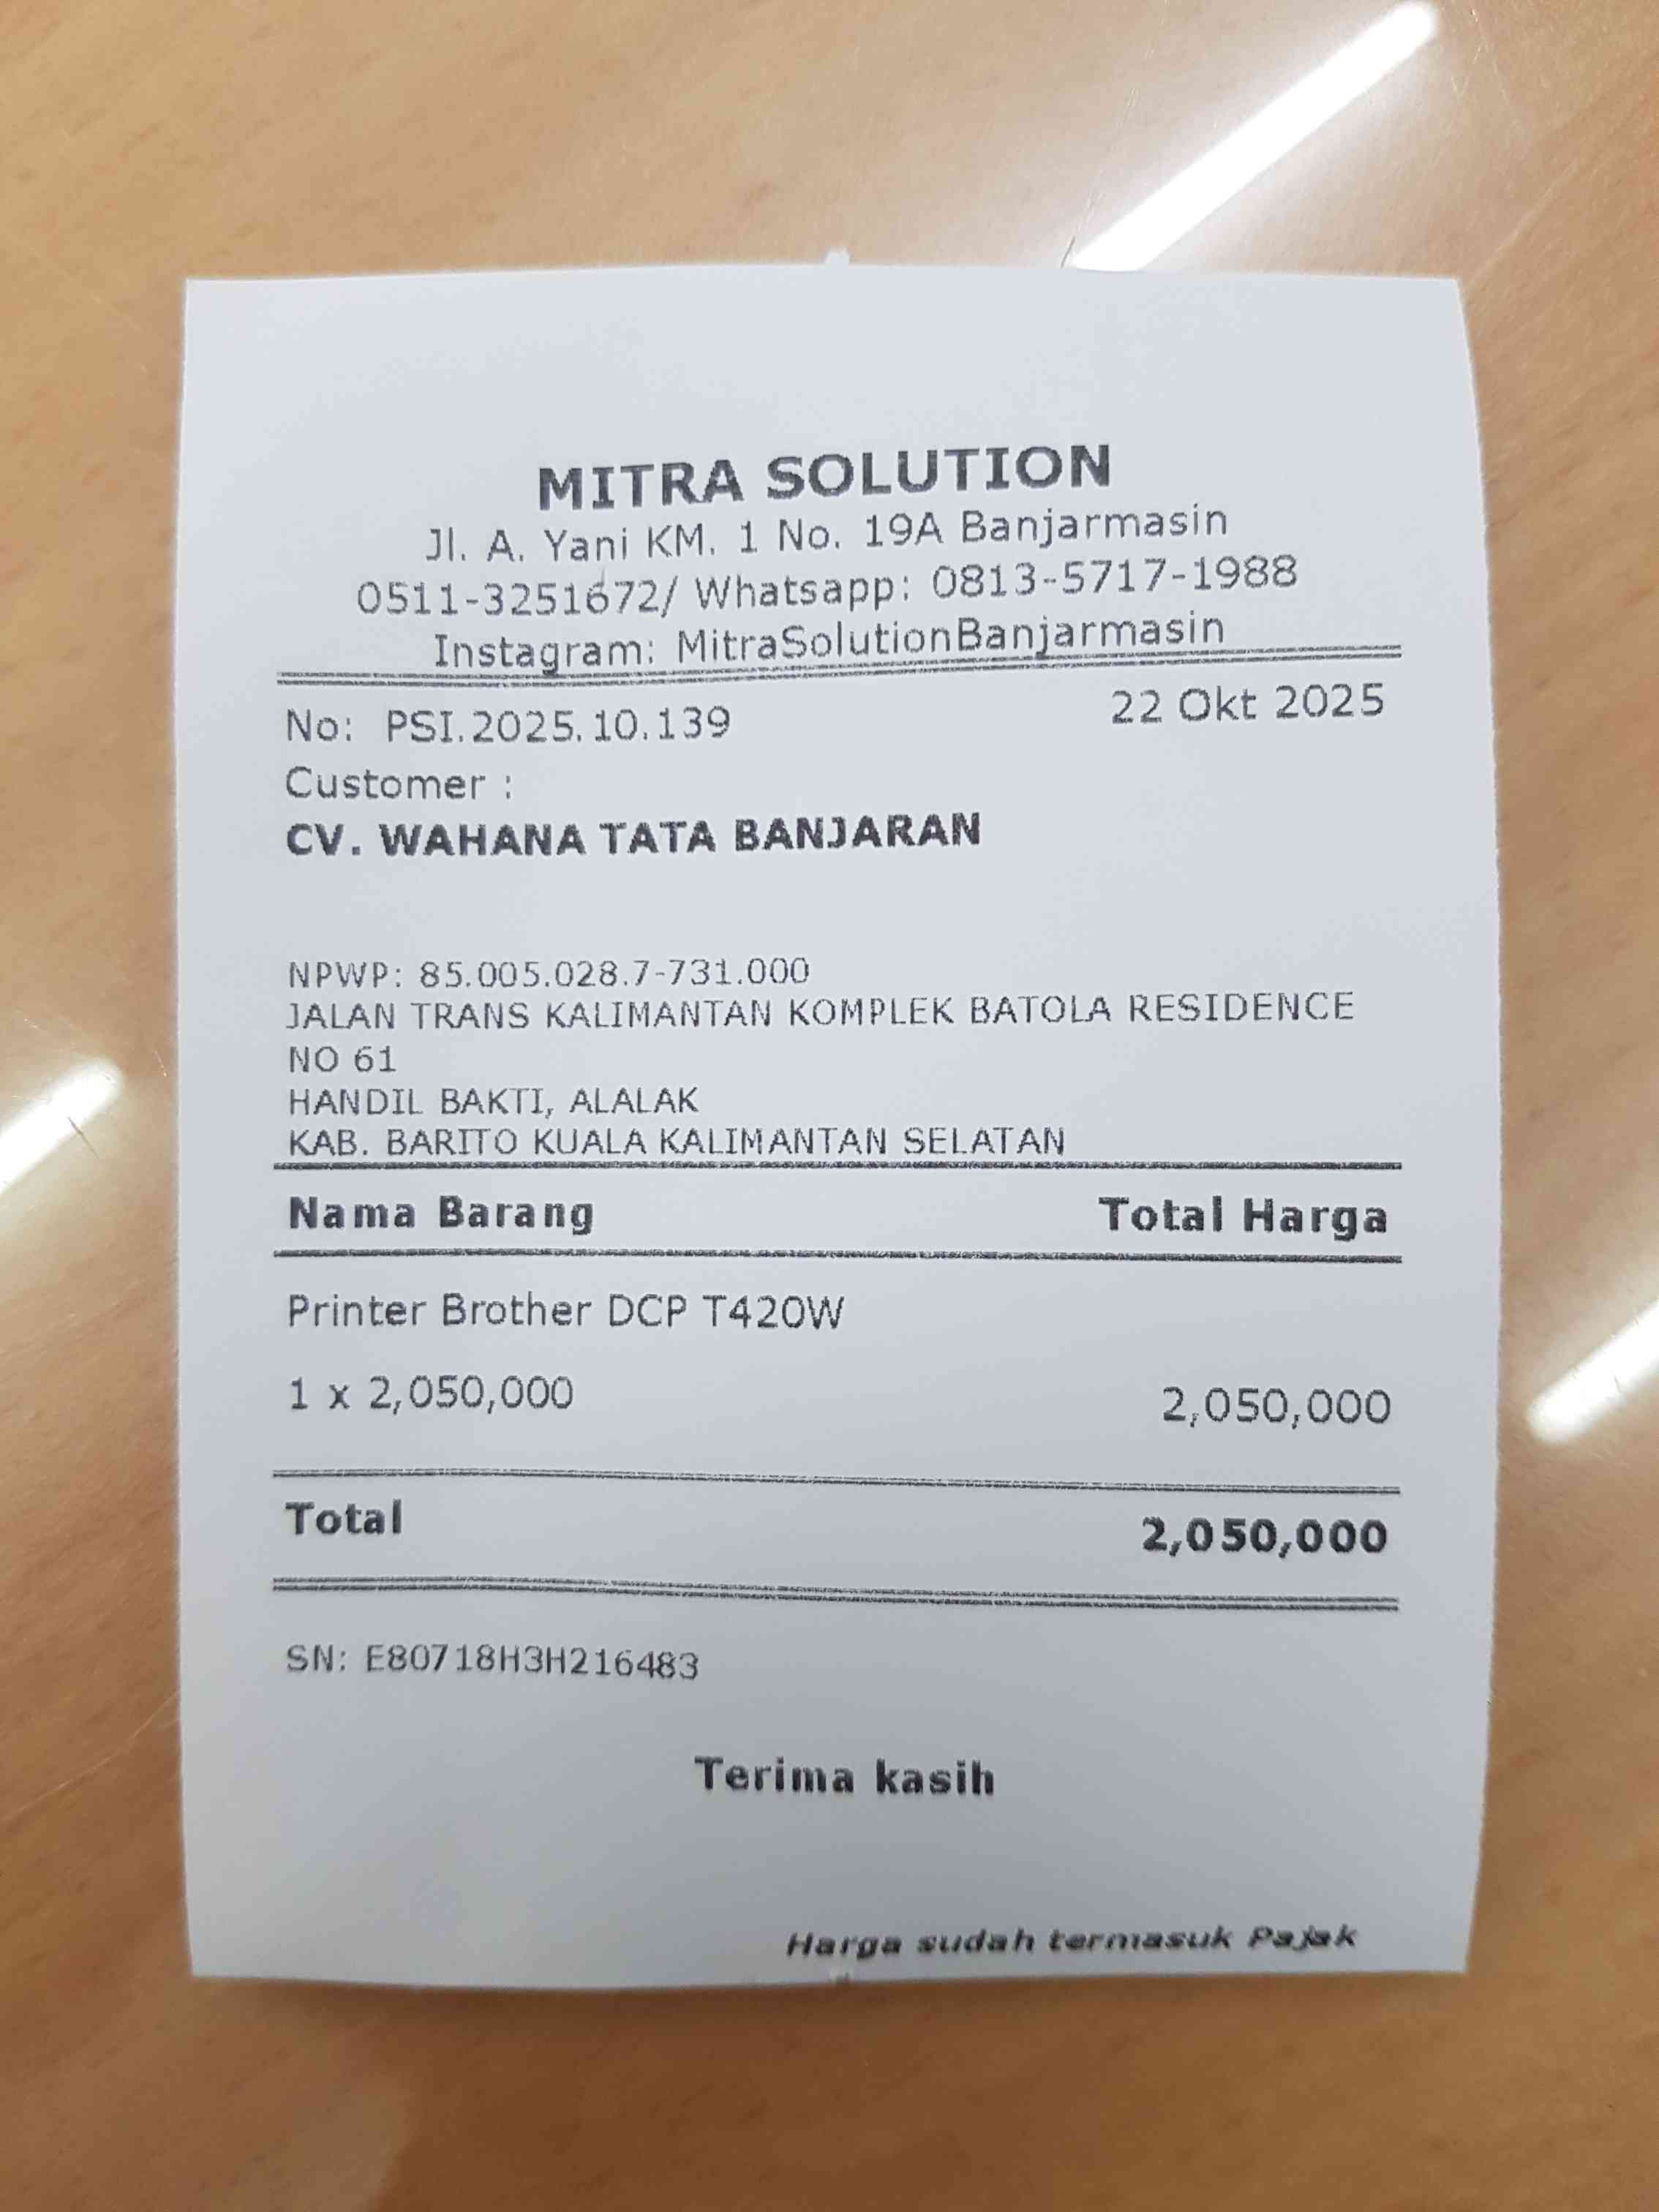 MITRA SOLUTION
Jl. A. Yani KM. 1 No. 19A Banjarmasin
0511-3251672/ Whatsapp: 0813-5717-1988
Instagram: MitraSolutionBanjarmasin
No: PSI.2025.10.139 22 Okt 2025
Customer :
CV. WAHANA TATA BANJARAN
NPWP: 85.005.028.7-731.000
JALAN TRANS KALIMANTAN KOMPLEK BATOLA RESIDENCE
NO 61
HANDIL BAKTI, ALALAK
KAB. BARITO KUALA KALIMANTAN SELATAN
Nama Barang Total Harga
Printer Brother DCP T420W
1 x 2,050,000 2,050,000
Total 2,050,000
SN: E80718H3H216483
Terima kasih
Harga sudah termasuk Pajak